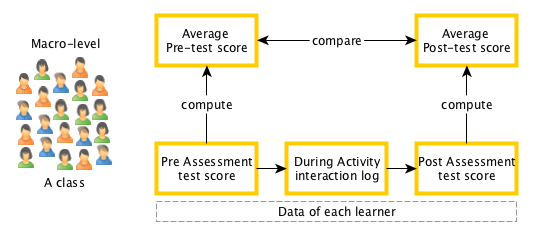 Macro-level
A class
Average
Pre-test score
compare
Average
Post-test score
compute
compute
Pre Assessment
test score
During Activity
interaction log
Post Assessment
test score
Data of each learner